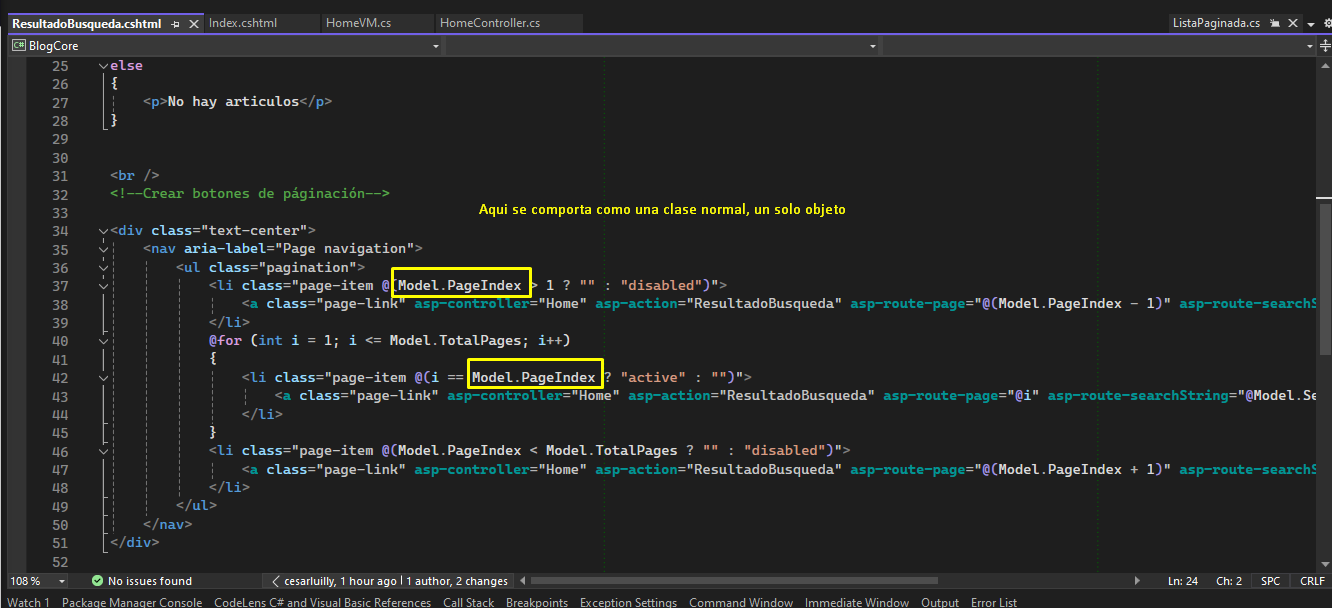 ResultadoBusqueda.cshtml Index.cshtml HomeVM.cs HomeController.cs ListaPaginada.cs
C# BlogCore
25 else
26 {
27 <p>No hay articulos</p>
28 }
29
30
31 <br />
32 <!--Crear botones de páginación-->
33 Aqui se comporta como una clase normal, un solo objeto
34 <div class="text-center">
35 <nav aria-label="Page navigation">
36 <ul class="pagination">
37 <li class="page-item @(Model.PageIndex > 1 ? "" : "disabled")">
38 <a class="page-link" asp-controller="Home" asp-action="ResultadoBusqueda" asp-route-page="@(Model.PageIndex - 1)" asp-route-searchString
39 </li>
40 @for (int i = 1; i <= Model.TotalPages; i++)
41 {
42 <li class="page-item @(i == Model.PageIndex ? "active" : "")">
43 <a class="page-link" asp-controller="Home" asp-action="ResultadoBusqueda" asp-route-page="@i" asp-route-searchString="@Model.Se
44 </li>
45 }
46 <li class="page-item @(Model.PageIndex < Model.TotalPages ? "" : "disabled")">
47 <a class="page-link" asp-controller="Home" asp-action="ResultadoBusqueda" asp-route-page="@(Model.PageIndex + 1)" asp-route-searchS
48 </li>
49 </ul>
50 </nav>
51 </div>
52
108 % No issues found cesarluilly, 1 hour ago | 1 author, 2 changes Ln: 24 Ch: 2 SPC CRLF
Watch 1 Package Manager Console CodeLens C# and Visual Basic References Call Stack Breakpoints Exception Settings Command Window Immediate Window Output Error List